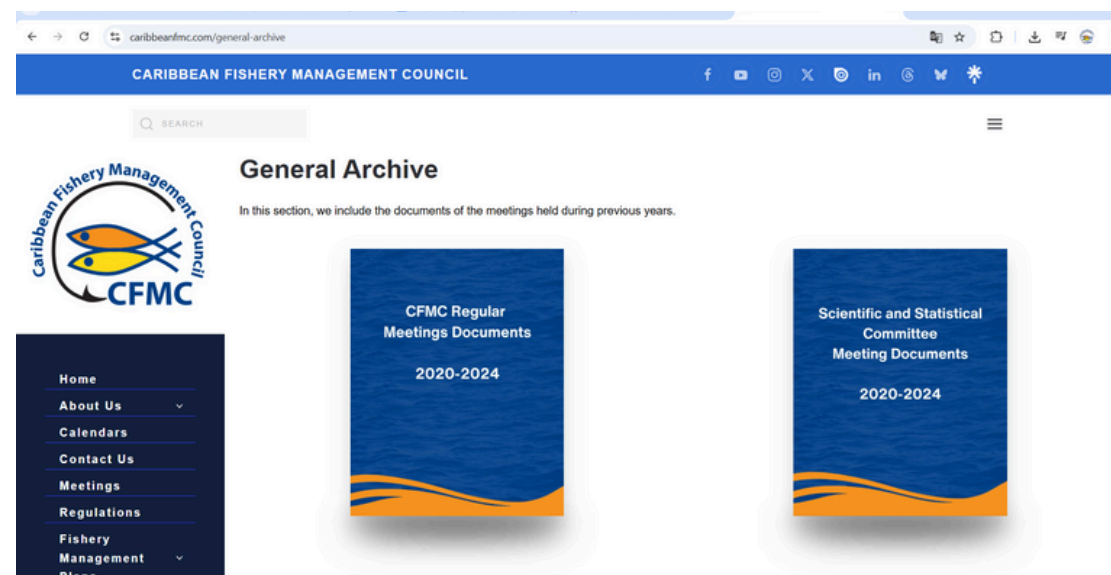 caribbeanfmc.com/general-archive
CARIBBEAN FISHERY MANAGEMENT COUNCIL
SEARCH
Caribbean Fishery Management Council
CFMC
General Archive
In this section, we include the documents of the meetings held during previous years.
CFMC Regular
Meetings Documents
2020-2024
Scientific and Statistical
Committee
Meeting Documents
2020-2024
Home
About Us
Calendars
Contact Us
Meetings
Regulations
Fishery
Management
Plans